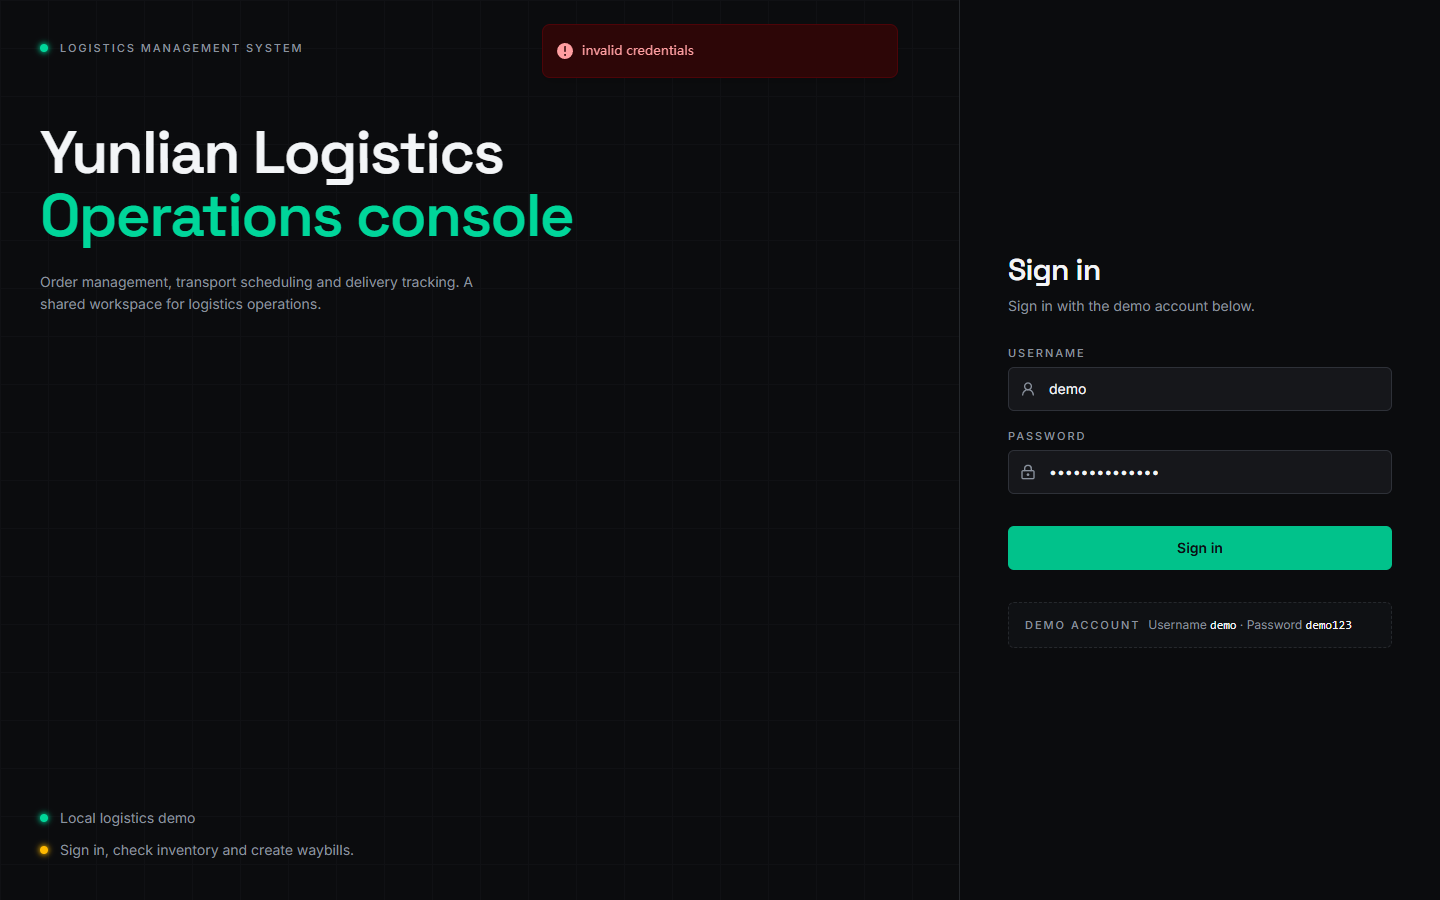 LOGISTICS MANAGEMENT SYSTEM
invalid credentials
Yunlian Logistics
Operations console
Order management, transport scheduling and delivery tracking. A
shared workspace for logistics operations.
Local logistics demo
Sign in, check inventory and create waybills.
Sign in
Sign in with the demo account below.
USERNAME
demo
PASSWORD
••••••••••••••
Sign in
DEMO ACCOUNT Username demo · Password demo123